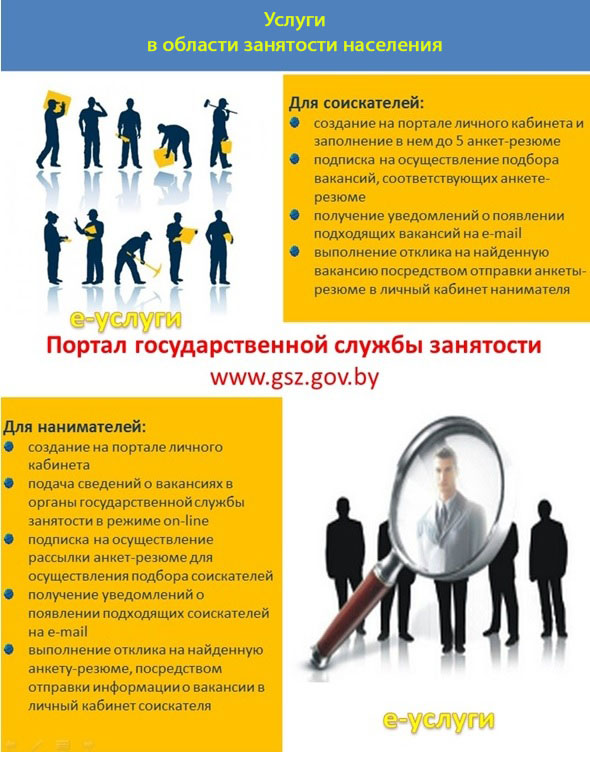 Услуги
в области занятости населения
Для соискателей:
создание на портале личного кабинета и
заполнение в нем до 5 анкет-резюме
подписка на осуществление подбора
вакансий, соответствующих анкете-
резюме
получение уведомлений о появлении
подходящих вакансий на e-mail
выполнение отклика на найденную
вакансию посредством отправки анкеты-
резюме в личный кабинет нанимателя
е-услуги
Портал государственной службы занятости
www.gsz.gov.by
Для нанимателей:
создание на портале личного
кабинета
подача сведений о вакансиях в
органы государственной службы
занятости в режиме on-line
подписка на осуществление
рассылки анкет-резюме для
осуществления подбора соискателей
получение уведомлений о
появлении подходящих соискателей
на e-mail
выполнение отклика на найденную
анкету-резюме, посредством
отправки информации о вакансии в
личный кабинет соискателя
е-услуги